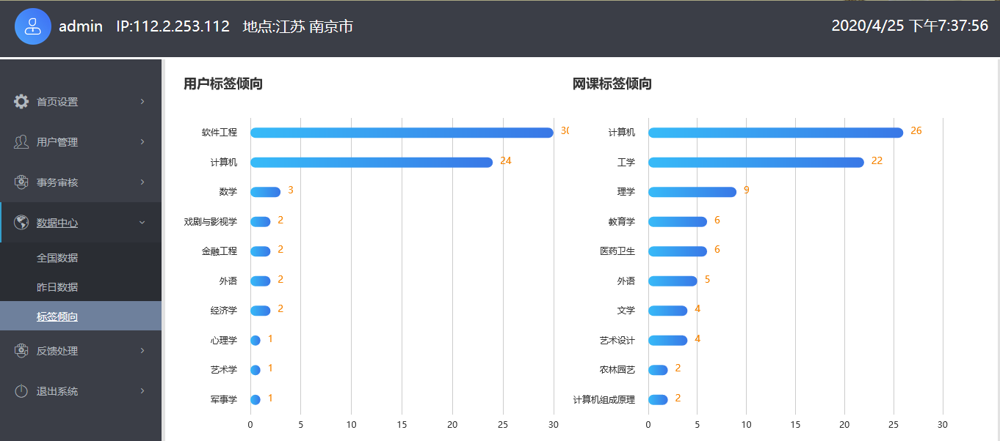 admin IP:112.2.253.112 地点:江苏 南京市
2020/4/25 下午7:37:56
首页设置
用户管理
事务审核
数据中心
全国数据
昨日数据
标签倾向
反馈处理
退出系统
用户标签倾向
软件工程 30
计算机 24
数学 3
戏剧与影视学 2
金融工程 2
外语 2
经济学 2
心理学 1
艺术学 1
军事学 1
0 5 10 15 20 25 30
网课标签倾向
计算机 26
工学 22
理学 9
教育学 6
医药卫生 6
外语 5
文学 4
艺术设计 4
农林园艺 2
计算机组成原理 2
0 5 10 15 20 25 30